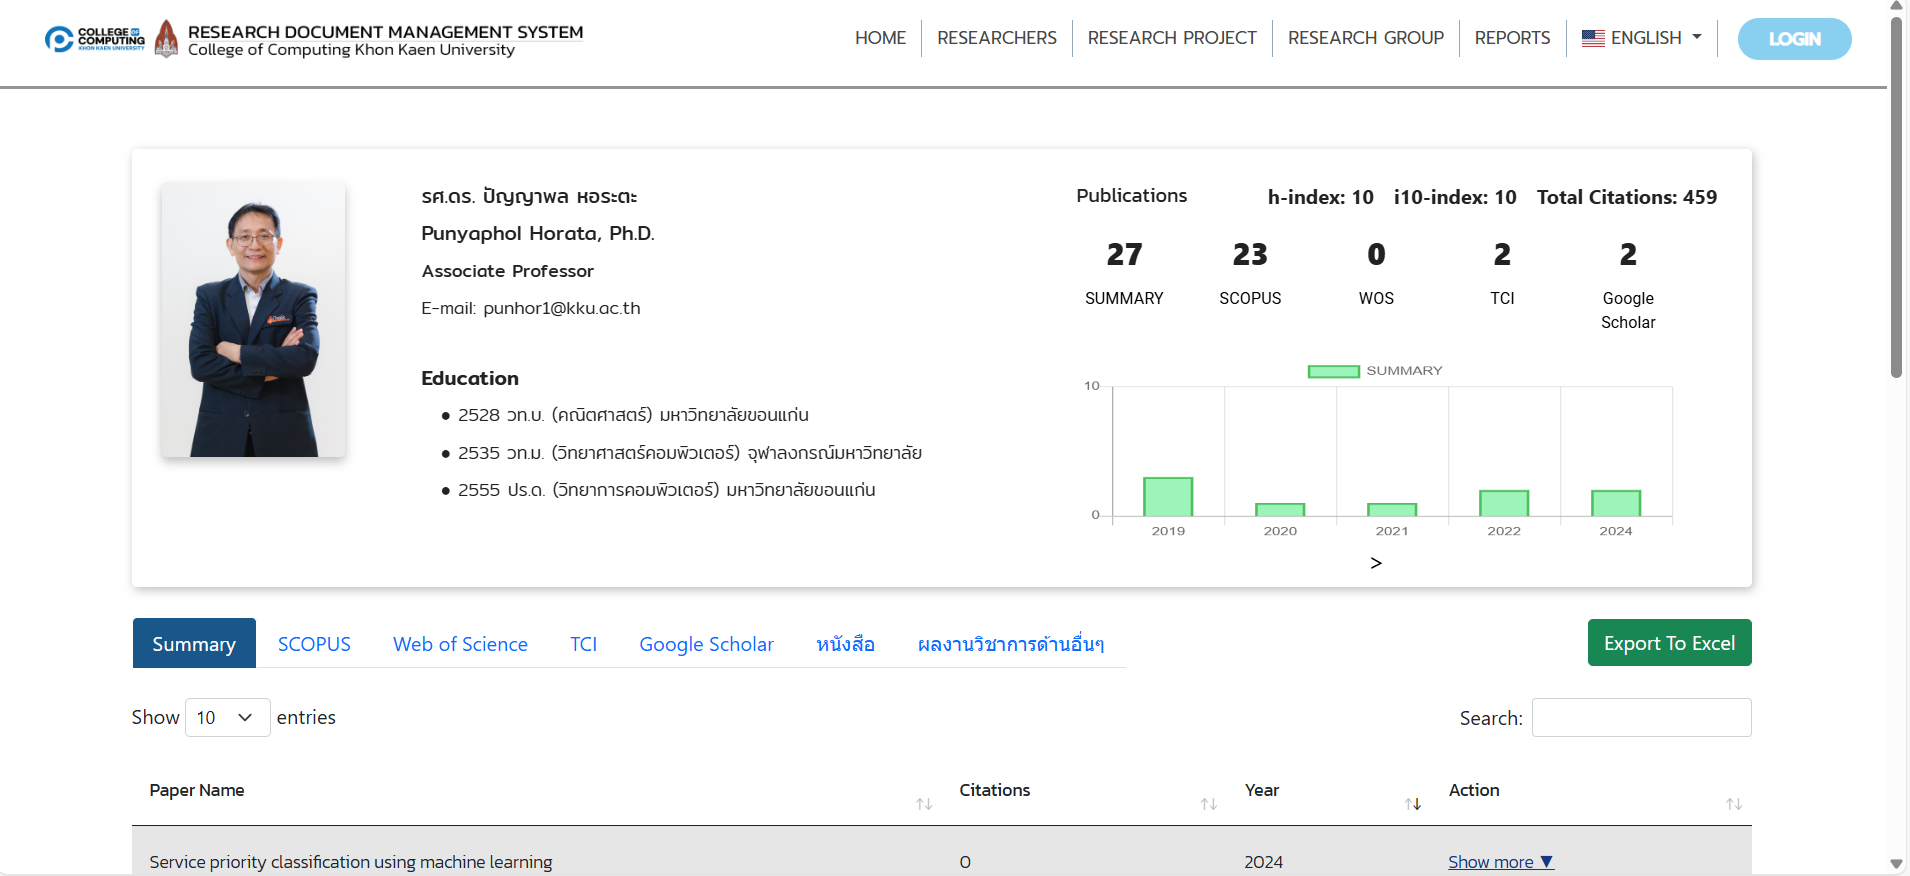 COLLEGE OF
COMPUTING
KHON KAEN UNIVERSITY
RESEARCH DOCUMENT MANAGEMENT SYSTEM
College of Computing Khon Kaen University
HOME
RESEARCHERS
RESEARCH PROJECT
RESEARCH GROUP
REPORTS
ENGLISH
LOGIN
รศ.ดร. ปัญญาพล หอระตะ
Punyaphol Horata, Ph.D.
Associate Professor
E-mail: punhor1@kku.ac.th
Education
2528 วท.บ. (คณิตศาสตร์) มหาวิทยาลัยขอนแก่น
2535 วท.ม. (วิทยาศาสตร์คอมพิวเตอร์) จุฬาลงกรณ์มหาวิทยาลัย
2555 ปร.ด. (วิทยาการคอมพิวเตอร์) มหาวิทยาลัยขอนแก่น
Publications h-index: 10 i10-index: 10 Total Citations: 459
27 23 0 2 2
SUMMARY SCOPUS WOS TCI Google Scholar
SUMMARY
10
0
2019 2020 2021 2022 2024
>
Summary SCOPUS Web of Science TCI Google Scholar หนังสือ ผลงานวิชาการด้านอื่นๆ
Export To Excel
Show 10 entries
Search:
Paper Name Citations Year Action
Service priority classification using machine learning 0 2024 Show more ▼